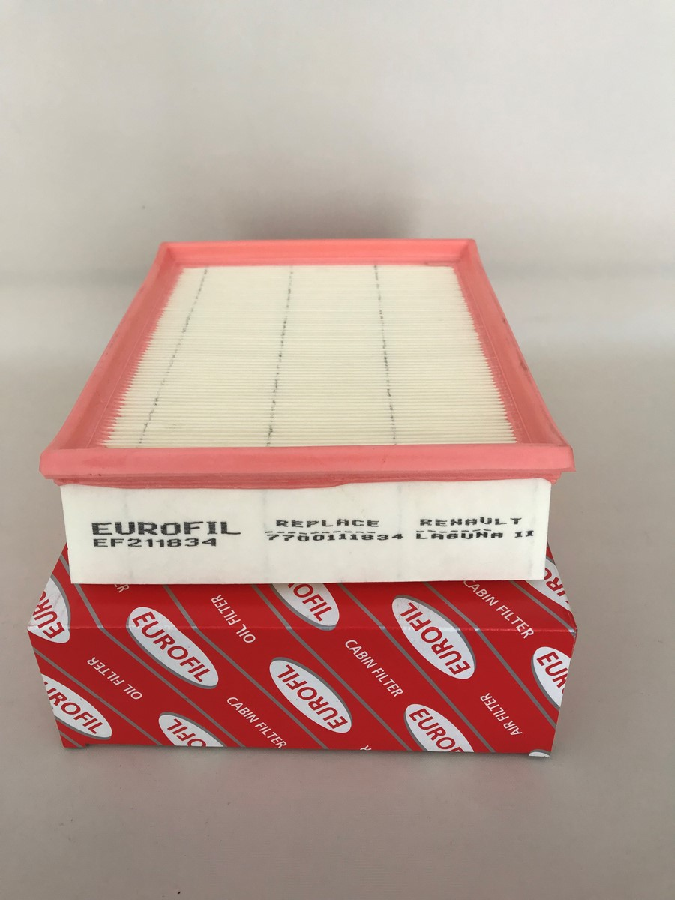 EUROFIL REPLACE RENAULT
EF211834 7700111834 LAGUNA 11
EUROFIL OIL FILTER EUROFIL EUROFIL CABIN FILTER
OIL FILTER EUROFIL CABIN FILTER
EUROFIL CABIN FILTER EUROFIL AIR FILTER